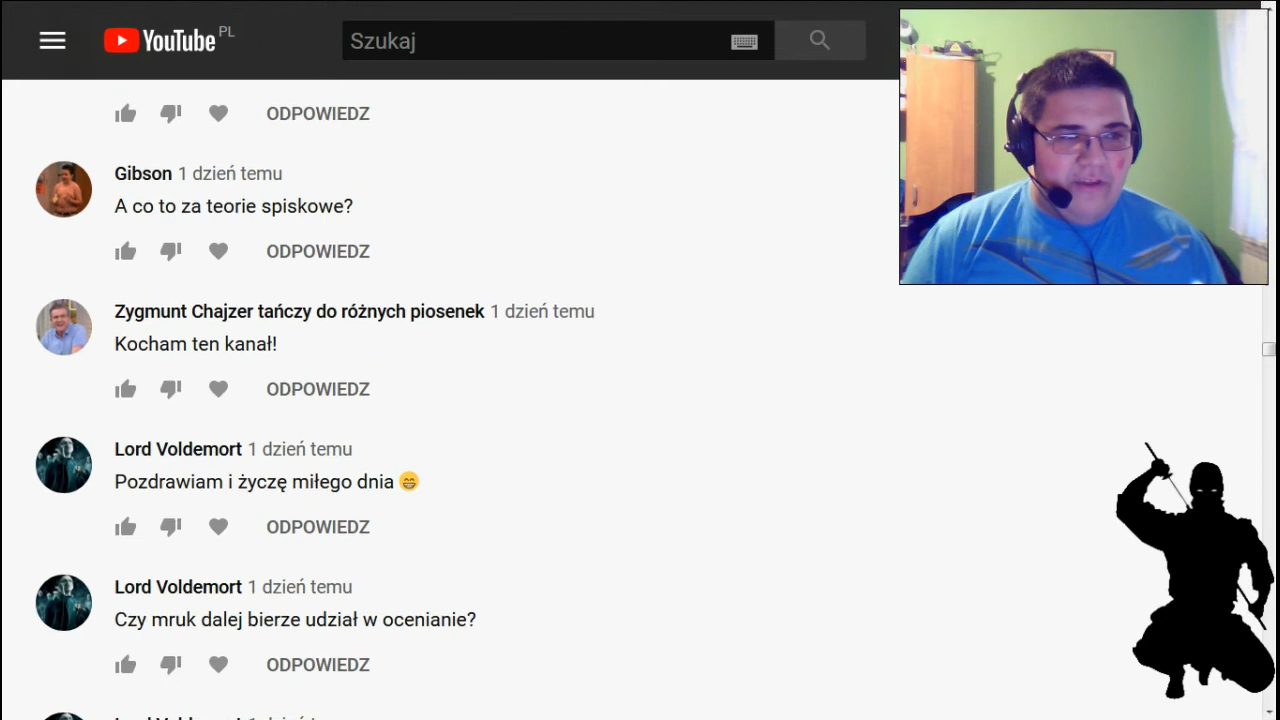 YouTube PL
Szukaj
ODPOWIEDZ
Gibson 1 dzień temu
A co to za teorie spiskowe?
ODPOWIEDZ
Zygmunt Chajzer tańczy do różnych piosenek 1 dzień temu
Kocham ten kanał!
ODPOWIEDZ
Lord Voldemort 1 dzień temu
Pozdrawiam i życzę miłego dnia 😁
ODPOWIEDZ
Lord Voldemort 1 dzień temu
Czy mruk dalej bierze udział w ocenianie?
ODPOWIEDZ